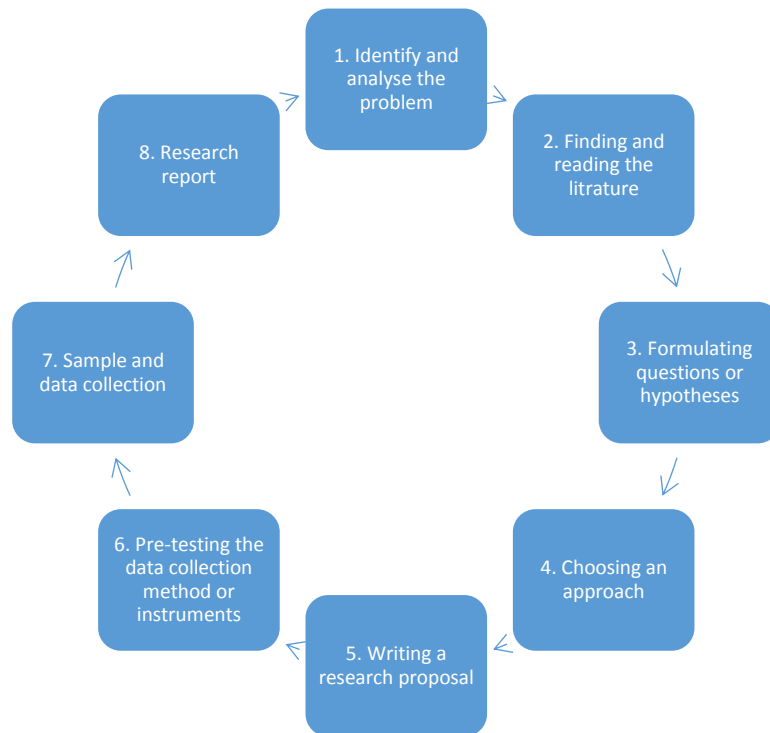 1. Identify and
analyse the
problem
2. Finding and
reading the
litrature
3. Formulating
questions or
hypotheses
4. Choosing an
approach
5. Writing a
research proposal
6. Pre-testing the
data collection
method or
instruments
7. Sample and
data collection
8. Research
report